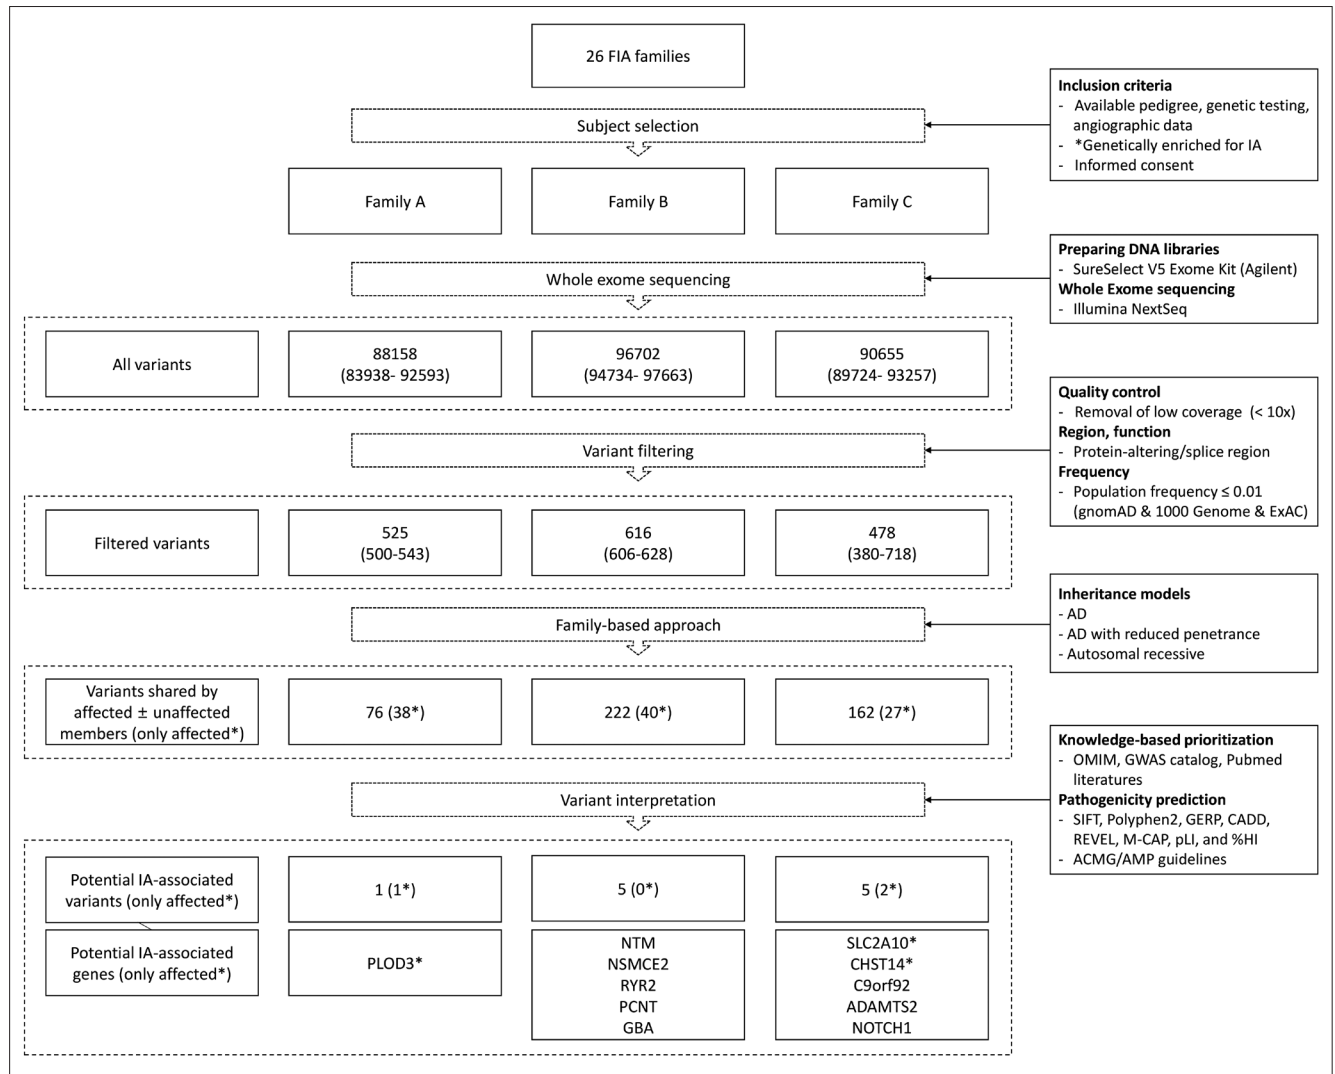 26 FIA families
Inclusion criteria
- Available pedigree, genetic testing,
angiographic data
- *Genetically enriched for IA
- Informed consent
Subject selection
Family A
Family B
Family C
Preparing DNA libraries
- SureSelect V5 Exome Kit (Agilent)
Whole Exome sequencing
- Illumina NextSeq
Whole exome sequencing
All variants
88158
(83938- 92593)
96702
(94734- 97663)
90655
(89724- 93257)
Quality control
- Removal of low coverage (< 10x)
Region, function
- Protein-altering/splice region
Frequency
- Population frequency ≤ 0.01
(gnomAD & 1000 Genome & ExAC)
Variant filtering
Filtered variants
525
(500-543)
616
(606-628)
478
(380-718)
Inheritance models
- AD
- AD with reduced penetrance
- Autosomal recessive
Family-based approach
Variants shared by
affected ± unaffected
members (only affected*)
76 (38*)
222 (40*)
162 (27*)
Knowledge-based prioritization
- OMIM, GWAS catalog, Pubmed
literatures
Pathogenicity prediction
- SIFT, Polyphen2, GERP, CADD,
REVEL, M-CAP, pLI, and %HI
- ACMG/AMP guidelines
Variant interpretation
Potential IA-associated
variants (only affected*)
1 (1*)
5 (0*)
5 (2*)
Potential IA-associated
genes (only affected*)
PLOD3*
NTM
NSMCE2
RYR2
PCNT
GBA
SLC2A10*
CHST14*
C9orf92
ADAMTS2
NOTCH1